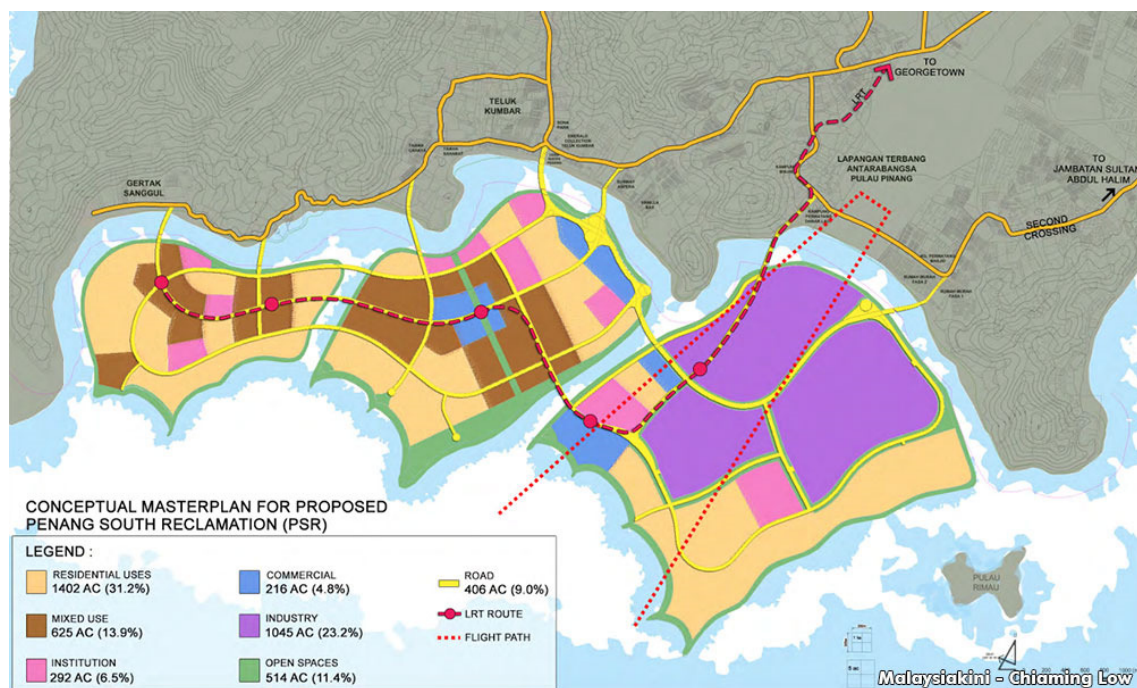 TO
GEORGETOWN
LRT
TELUK
KUMBAR
LAPANGAN TERBANG
ANTARABANGSA
PULAU PINANG
TO
JAMBATAN SULTAN
ABDUL HALIM
GERTAK
SANGGUL
SECOND
CROSSING
CONCEPTUAL MASTERPLAN FOR PROPOSED
PENANG SOUTH RECLAMATION (PSR)
LEGEND :
RESIDENTIAL USES
1402 AC (31.2%)
COMMERCIAL
216 AC (4.8%)
ROAD
406 AC (9.0%)
MIXED USE
625 AC (13.9%)
INDUSTRY
1045 AC (23.2%)
LRT ROUTE
FLIGHT PATH
INSTITUTION
292 AC (6.5%)
OPEN SPACES
514 AC (11.4%)
PULAU
RIMAU
Malaysiakini - Chiaming Low